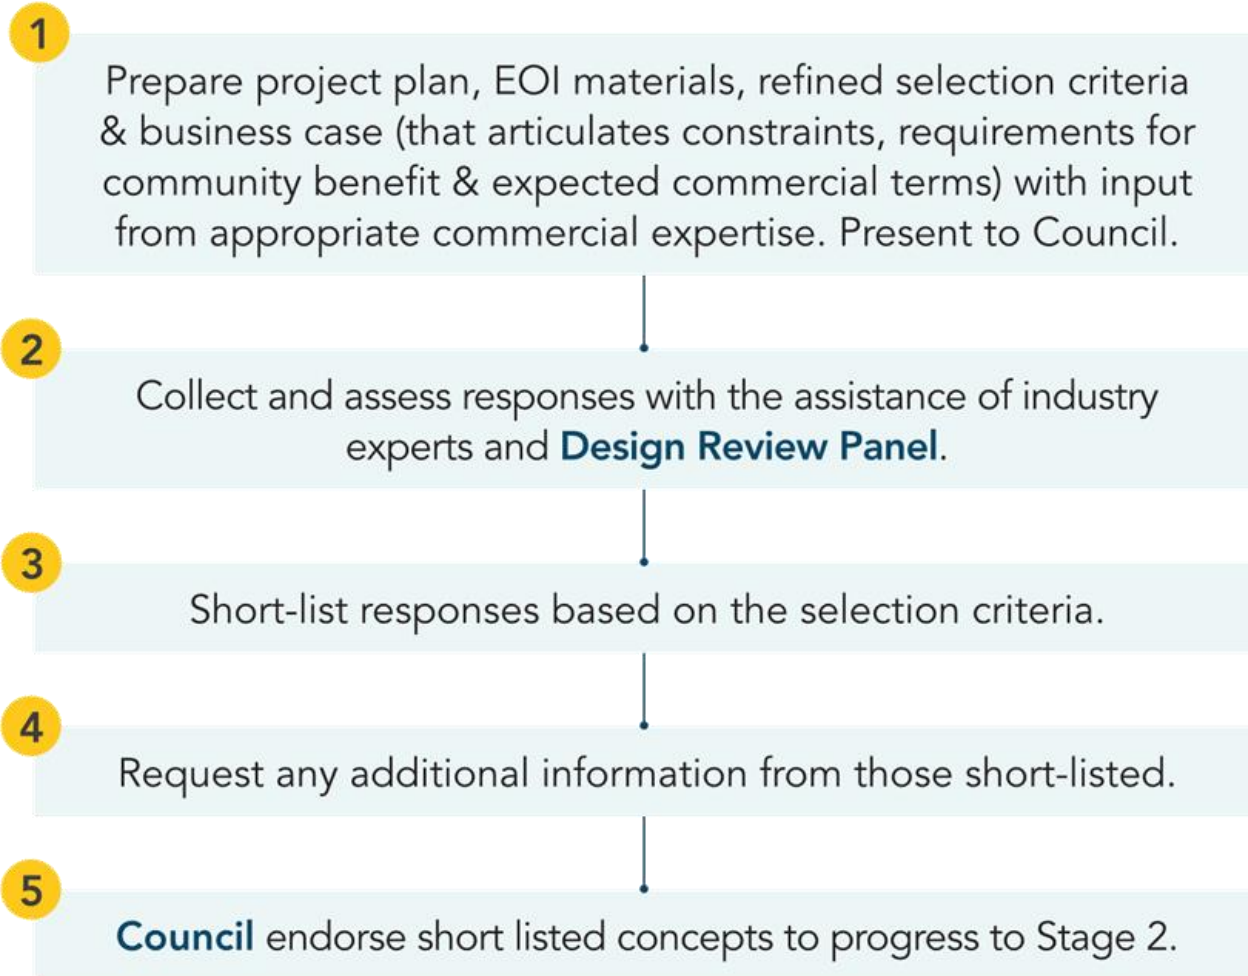 1
Prepare project plan, EOI materials, refined selection criteria
& business case (that articulates constraints, requirements for
community benefit & expected commercial terms) with input
from appropriate commercial expertise. Present to Council.
2
Collect and assess responses with the assistance of industry
experts and Design Review Panel.
3
Short-list responses based on the selection criteria.
4
Request any additional information from those short-listed.
5
Council endorse short listed concepts to progress to Stage 2.